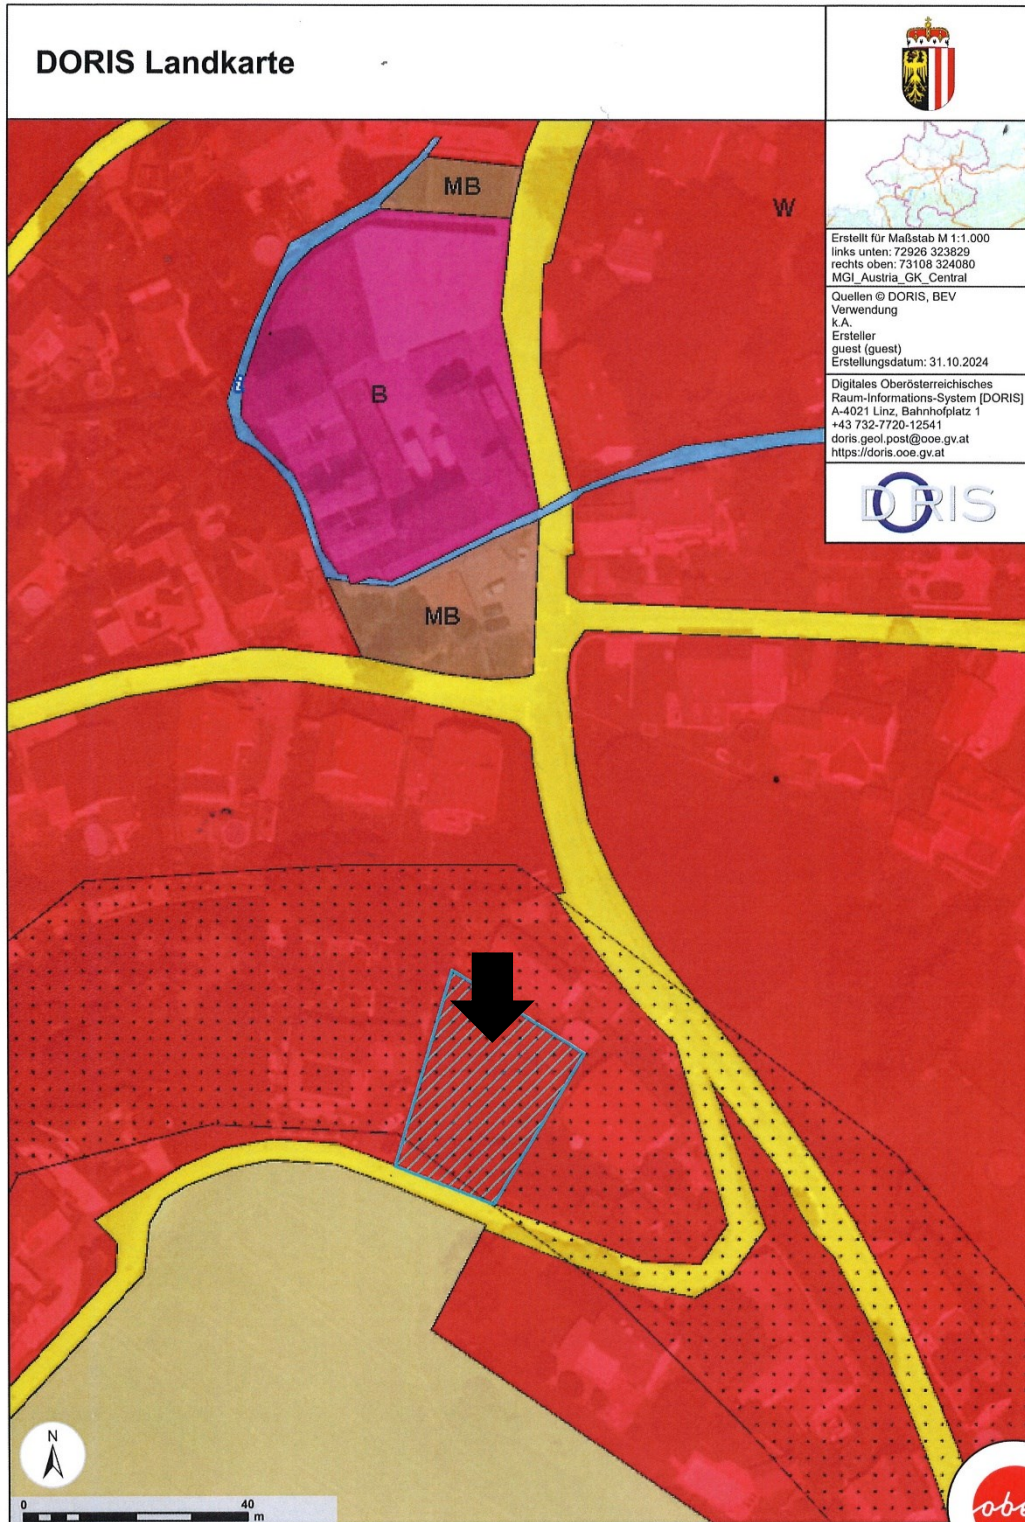 DORIS Landkarte
MB
W
B
MB
Erstellt für Maßstab M 1:1.000
links unten: 72926 323829
rechts oben: 73108 324080
MGI_Austria_GK_Central
Quellen © DORIS, BEV
Verwendung
k.A.
Ersteller
guest (guest)
Erstellungsdatum: 31.10.2024
Digitales Oberösterreichisches
Raum-Informations-System [DORIS]
A-4021 Linz, Bahnhofplatz 1
+43 732-7720-12541
doris.geol.post@ooe.gv.at
https://doris.ooe.gv.at
DORIS
N
0 40
m